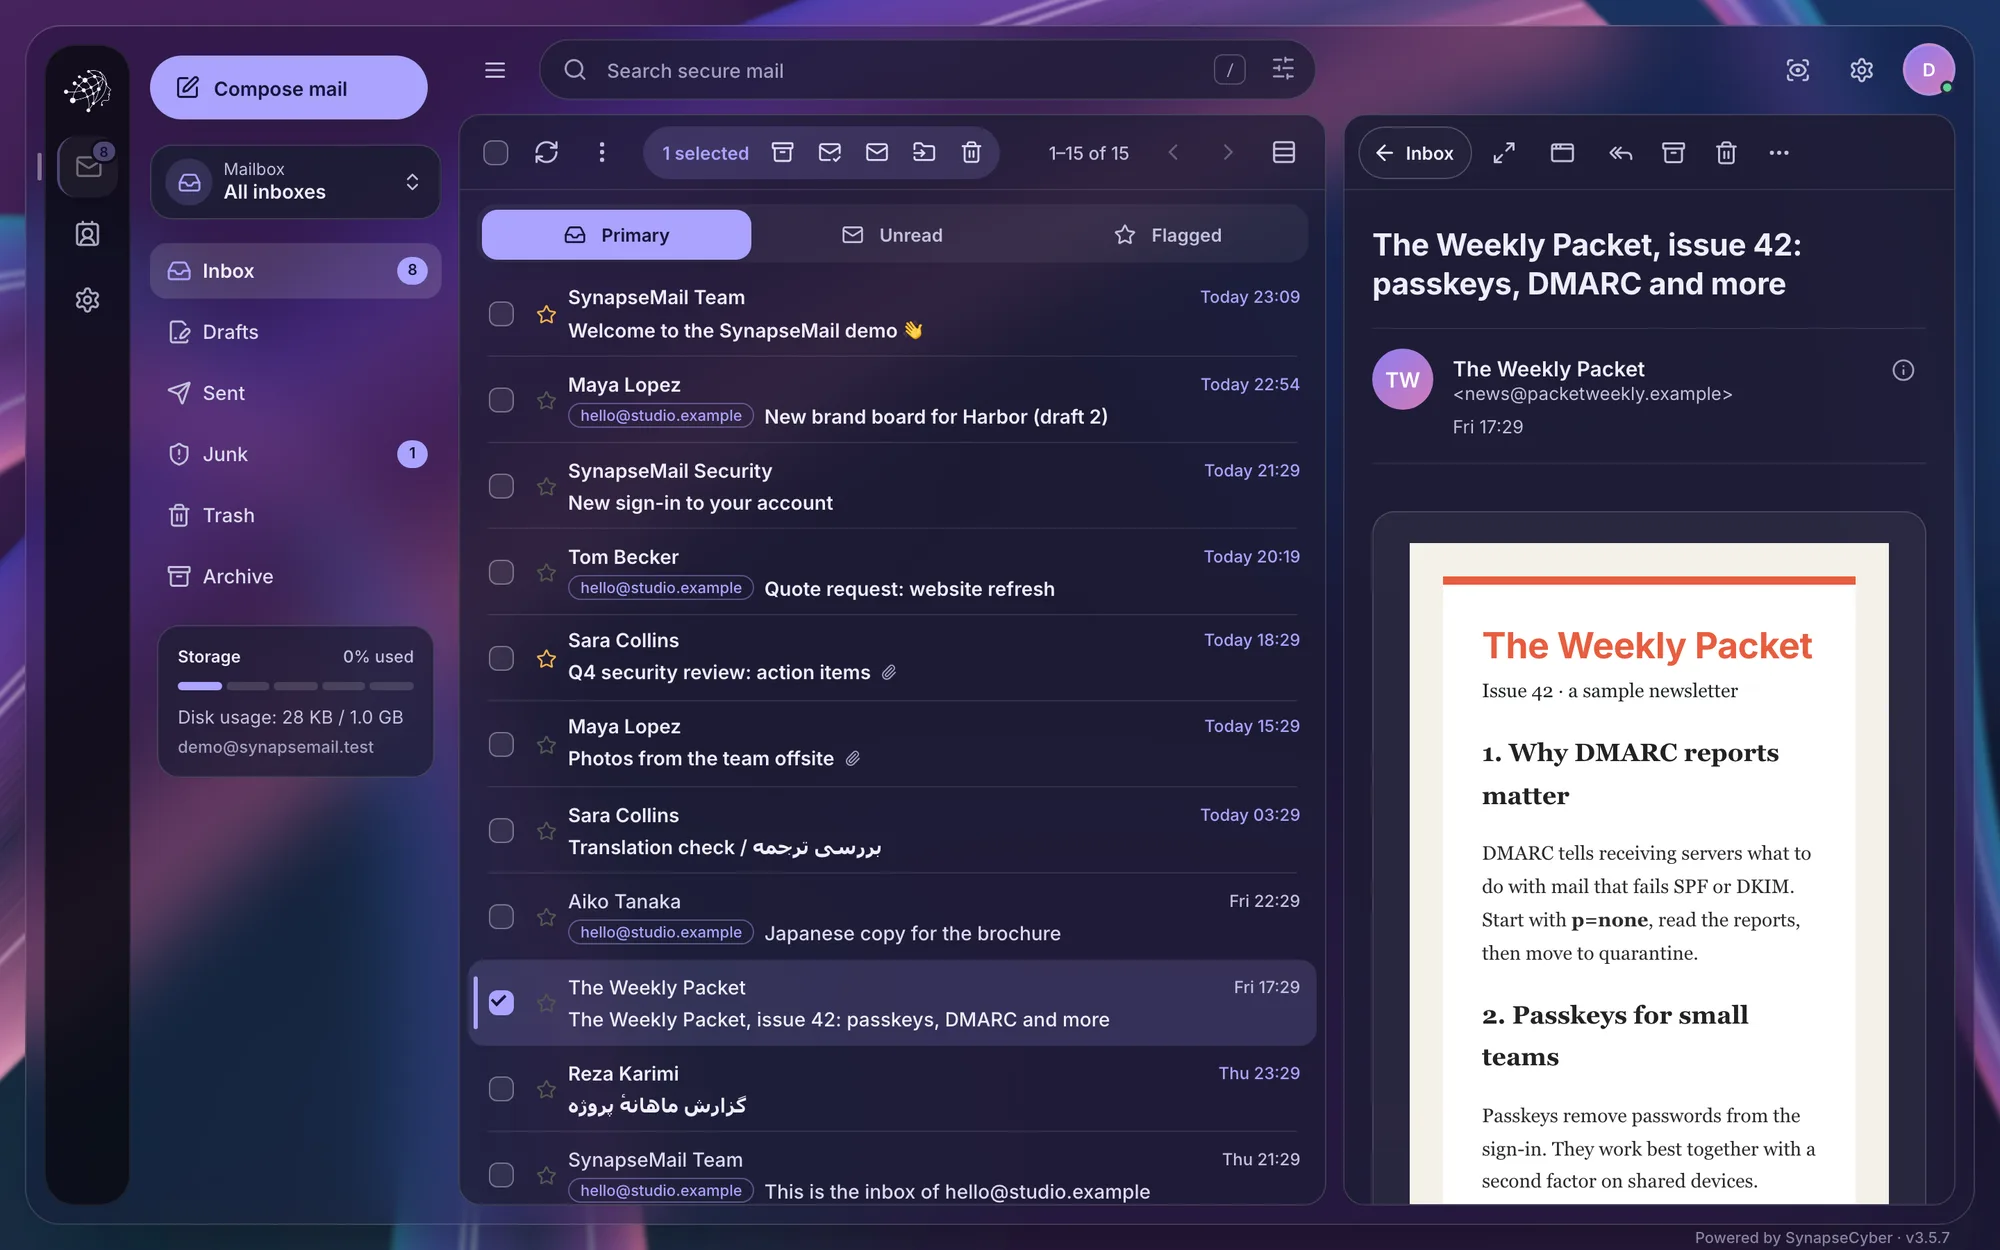 Compose mail
Search secure mail
/
D
8
Mailbox
All inboxes
Inbox
8
Drafts
Sent
Junk
1
Trash
Archive
Storage
0% used
Disk usage: 28 KB / 1.0 GB
demo@synapsemail.test
1 selected
1–15 of 15
Primary
Unread
Flagged
SynapseMail Team
Today 23:09
Welcome to the SynapseMail demo 👋
Maya Lopez
Today 22:54
hello@studio.example New brand board for Harbor (draft 2)
SynapseMail Security
Today 21:29
New sign-in to your account
Tom Becker
Today 20:19
hello@studio.example Quote request: website refresh
Sara Collins
Today 18:29
Q4 security review: action items
Maya Lopez
Today 15:29
Photos from the team offsite
Sara Collins
Today 03:29
Translation check / بررسی ترجمه
Aiko Tanaka
Fri 22:29
hello@studio.example Japanese copy for the brochure
The Weekly Packet
Fri 17:29
The Weekly Packet, issue 42: passkeys, DMARC and more
Reza Karimi
Thu 23:29
گزارش ماهانهٔ پروژه
SynapseMail Team
Thu 21:29
hello@studio.example This is the inbox of hello@studio.example
Inbox
The Weekly Packet, issue 42:
passkeys, DMARC and more
TW
The Weekly Packet
<news@packetweekly.example>
Fri 17:29
The Weekly Packet
Issue 42 · a sample newsletter
1. Why DMARC reports
matter
DMARC tells receiving servers what to
do with mail that fails SPF or DKIM.
Start with p=none, read the reports,
then move to quarantine.
2. Passkeys for small
teams
Passkeys remove passwords from the
sign-in. They work best together with a
second factor on shared devices.
Powered by SynapseCyber · v3.5.7